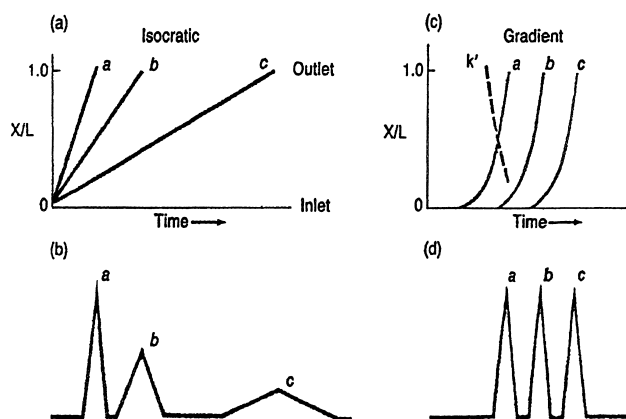 (a)
Isocratic
a
b
c
1.0
Outlet
X/L
0
Inlet
Time
(b)
a
b
c
(c)
Gradient
k'
a
b
c
1.0
X/L
0
Time
(d)
a
b
c